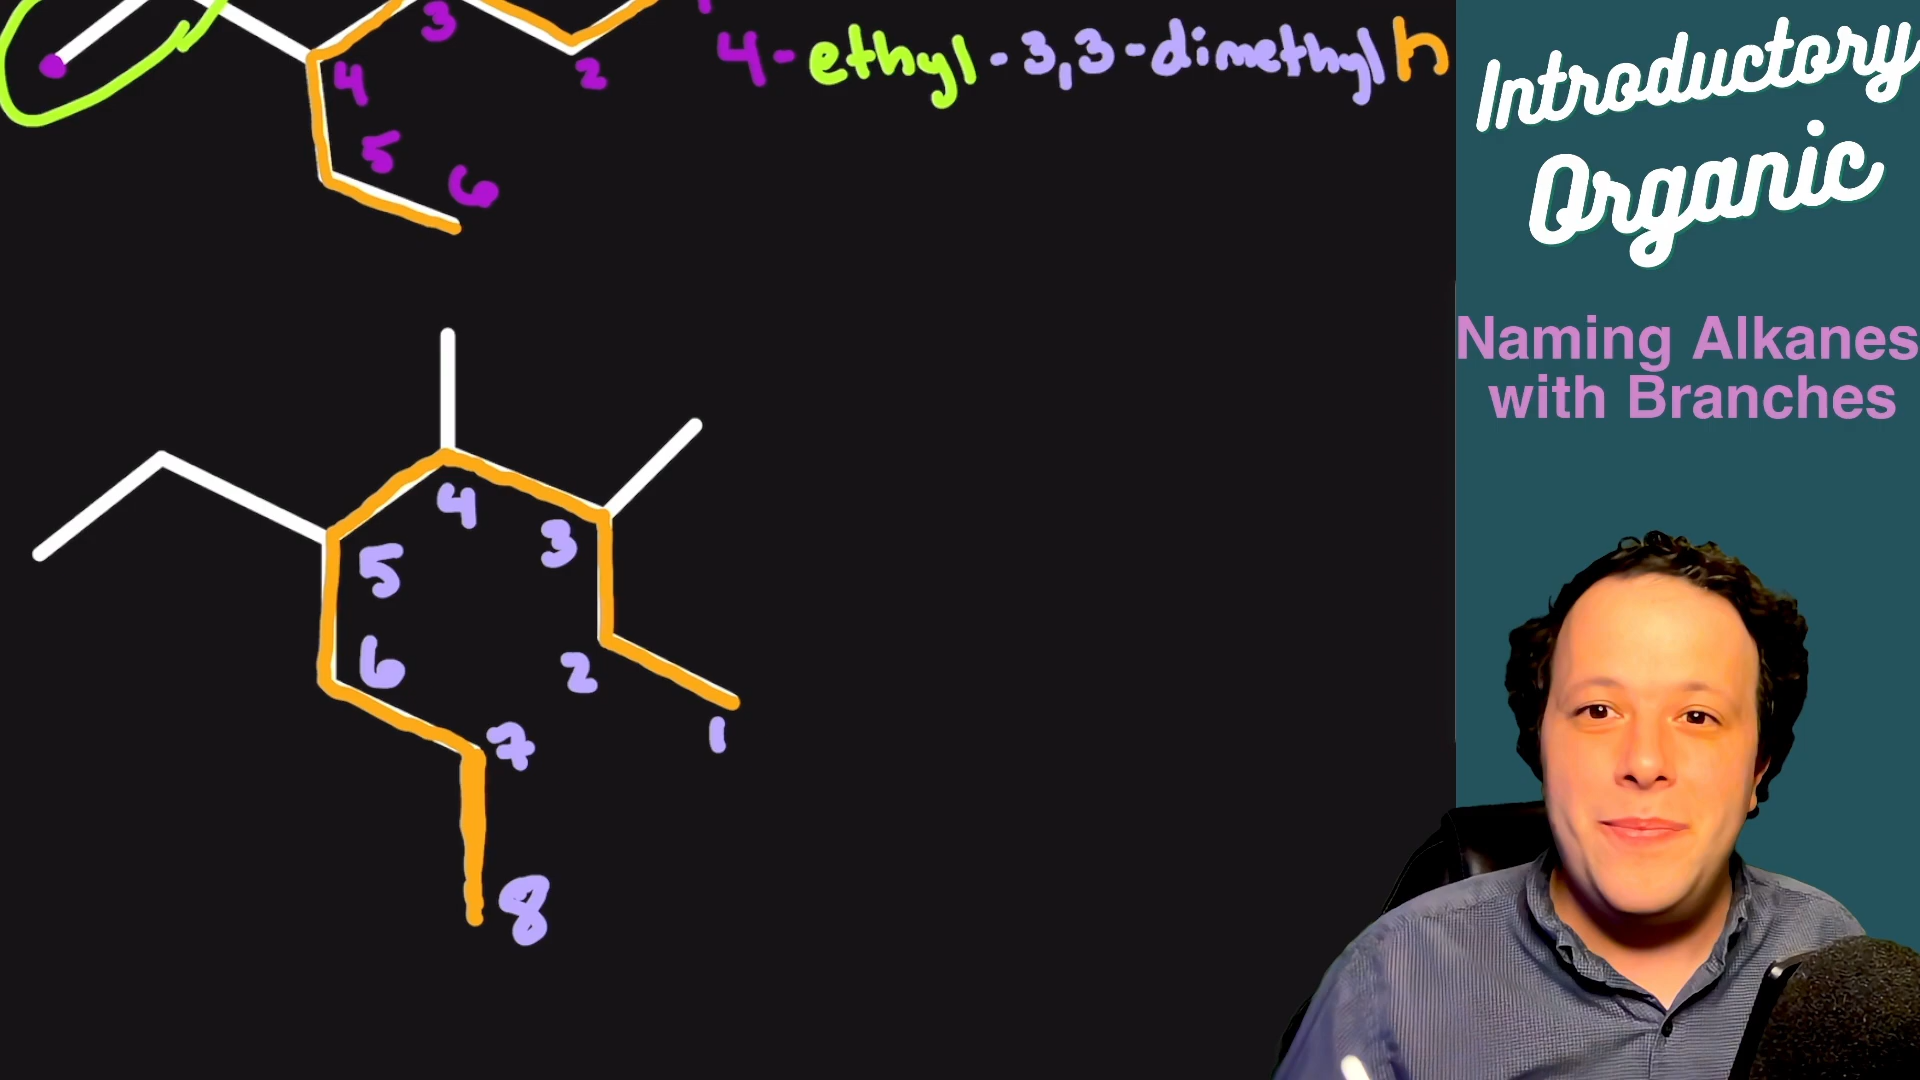 3
4
2
5
6
4-ethyl-3,3-dimethylh
4
3
5
6
2
7
1
8
Introductory
Organic
Naming Alkanes
with Branches